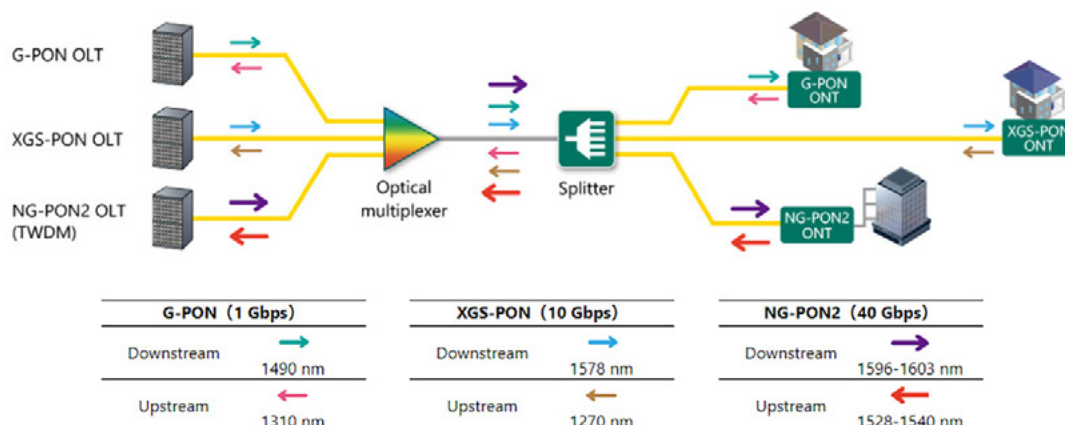 G-PON OLT
XGS-PON OLT
NG-PON2 OLT
(TWDM)
Optical
multiplexer
Splitter
G-PON
ONT
XGS-PON
ONT
NG-PON2
ONT
G-PON（1 Gbps）
Downstream
1490 nm
Upstream
1310 nm
XGS-PON（10 Gbps）
Downstream
1578 nm
Upstream
1270 nm
NG-PON2（40 Gbps）
Downstream
1596-1603 nm
Upstream
1528-1540 nm